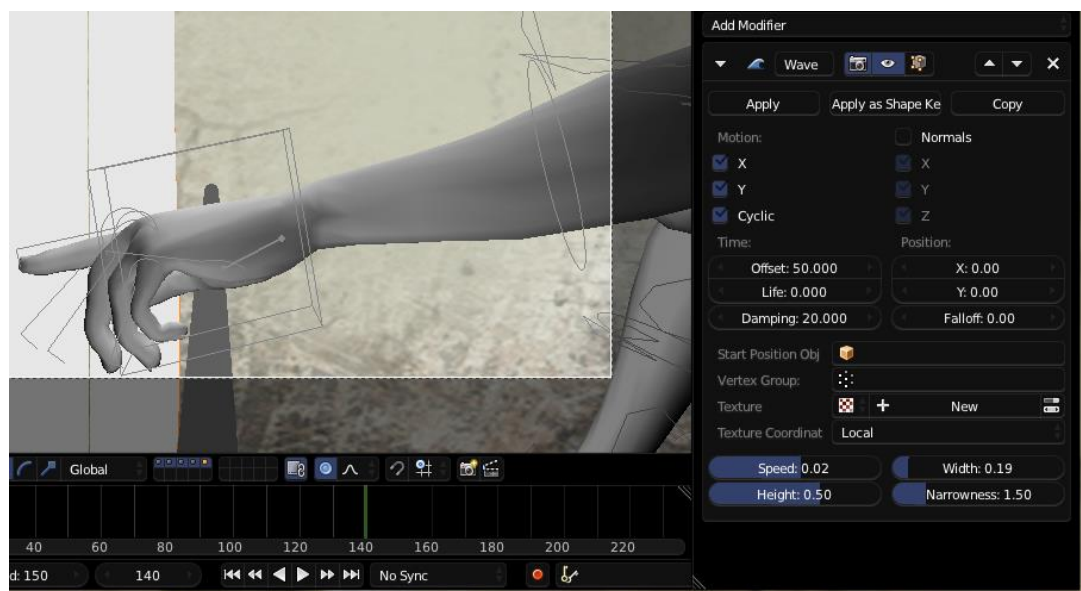 Add Modifier
Wave
Apply
Apply as Shape Ke
Copy
Motion:
Normals
X
X
Y
Y
Cyclic
Z
Time:
Position:
Offset: 50.000
X: 0.00
Life: 0.000
Y: 0.00
Damping: 20.000
Falloff: 0.00
Start Position Obj
Vertex Group:
Texture
New
Texture Coordinat
Local
Speed: 0.02
Width: 0.19
Height: 0.50
Narrowness: 1.50
Global
40 60 80 100 120 140 160 180 200 220
d: 150
140
No Sync